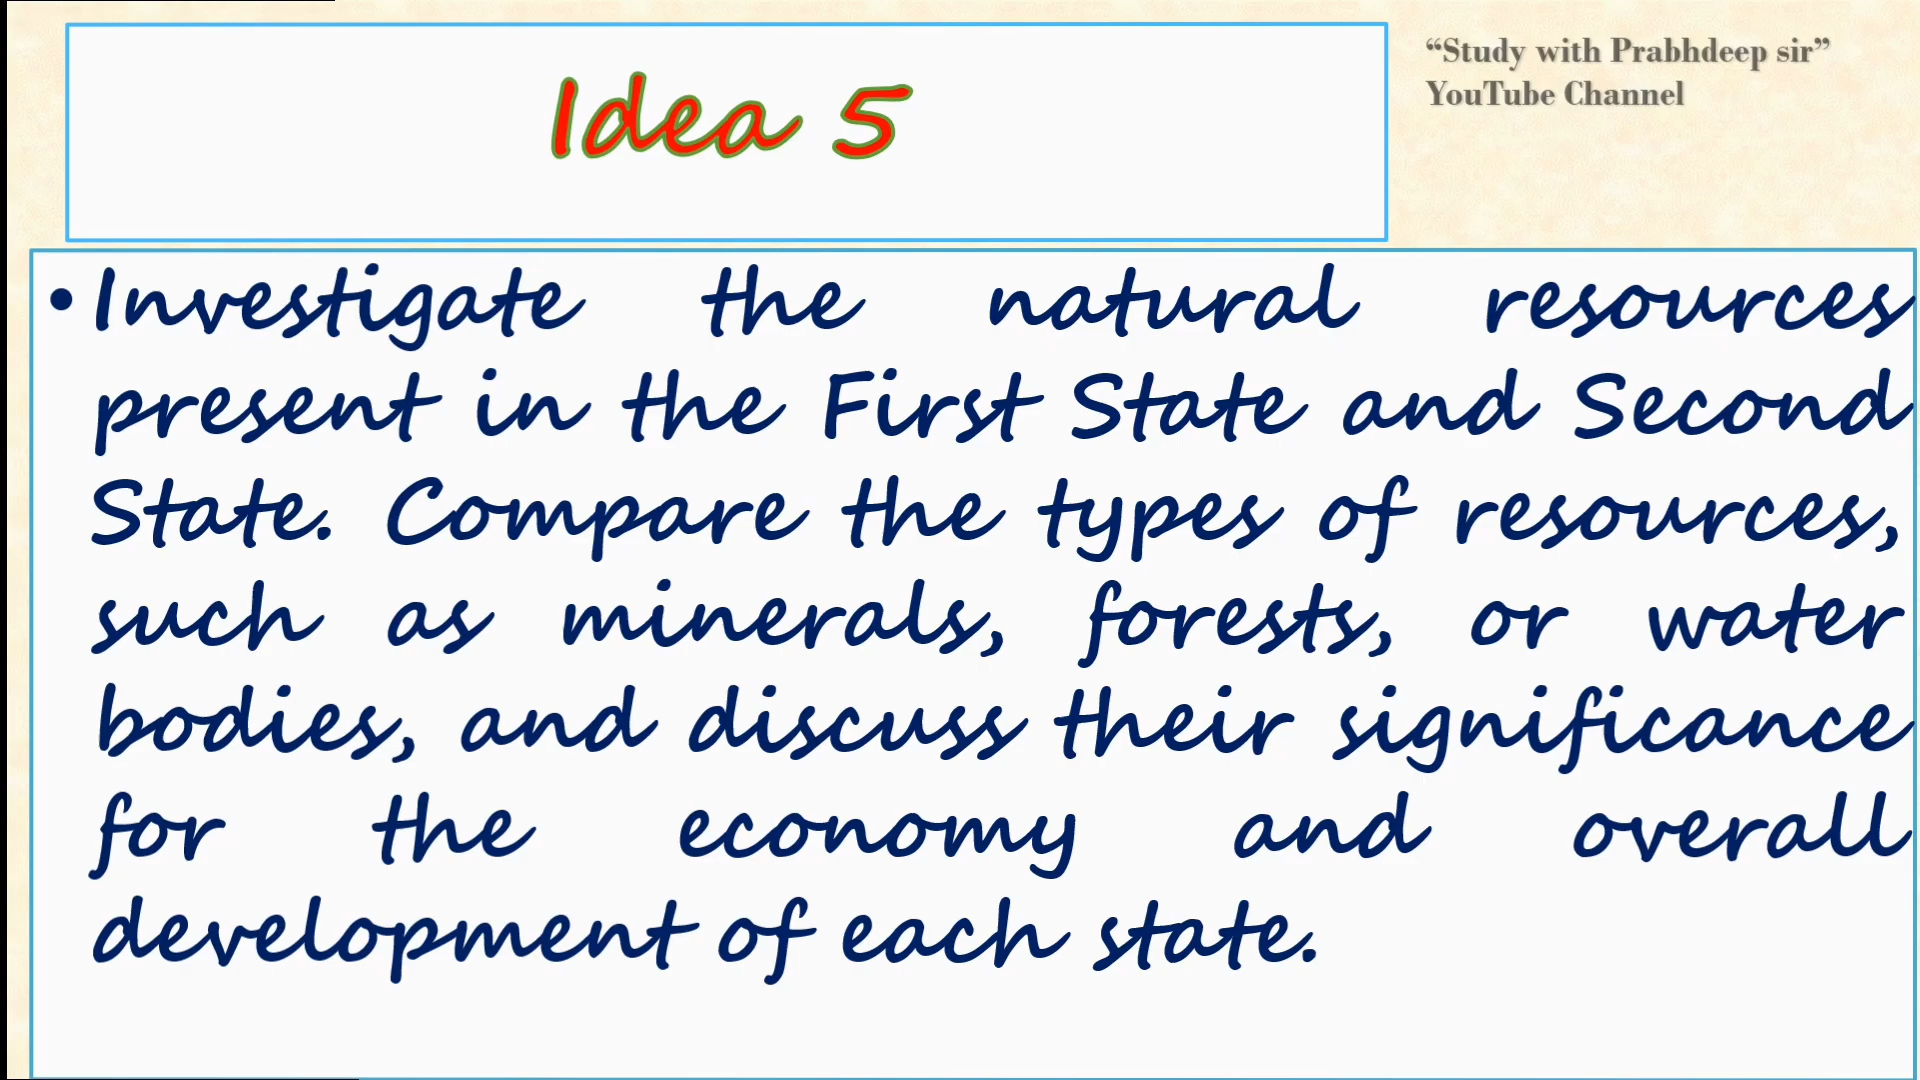 Idea 5
“Study with Prabhdeep sir”
YouTube Channel
• Investigate the natural resources
present in the First State and Second
State. Compare the types of resources,
such as minerals, forests, or water
bodies, and discuss their significance
for the economy and overall
development of each state.